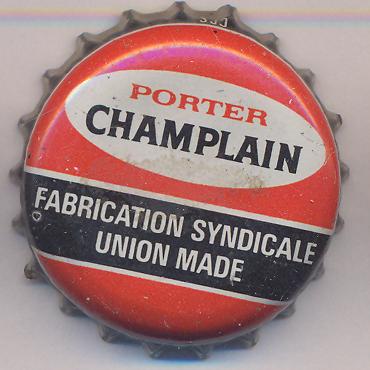 PORTER
CHAMPLAIN
FABRICATION SYNDICALE
UNION MADE